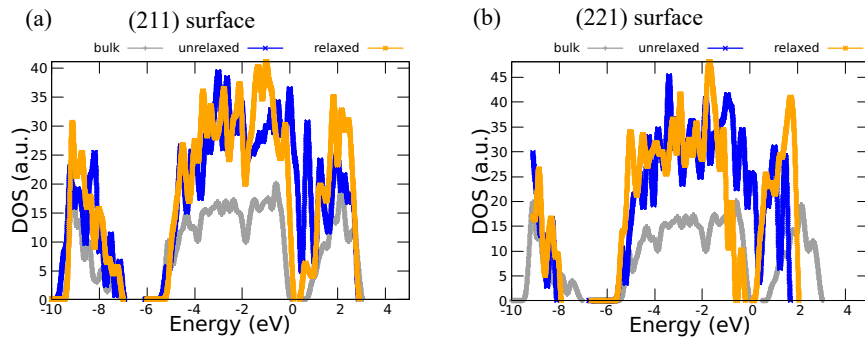 (a) (211) surface
bulk unrelaxed relaxed
DOS (a.u.)
40
35
30
25
20
15
10
5
0
-10 -8 -6 -4 -2 0 2 4
Energy (eV)
(b) (221) surface
bulk unrelaxed relaxed
DOS (a.u.)
45
40
35
30
25
20
15
10
5
0
-10 -8 -6 -4 -2 0 2 4
Energy (eV)